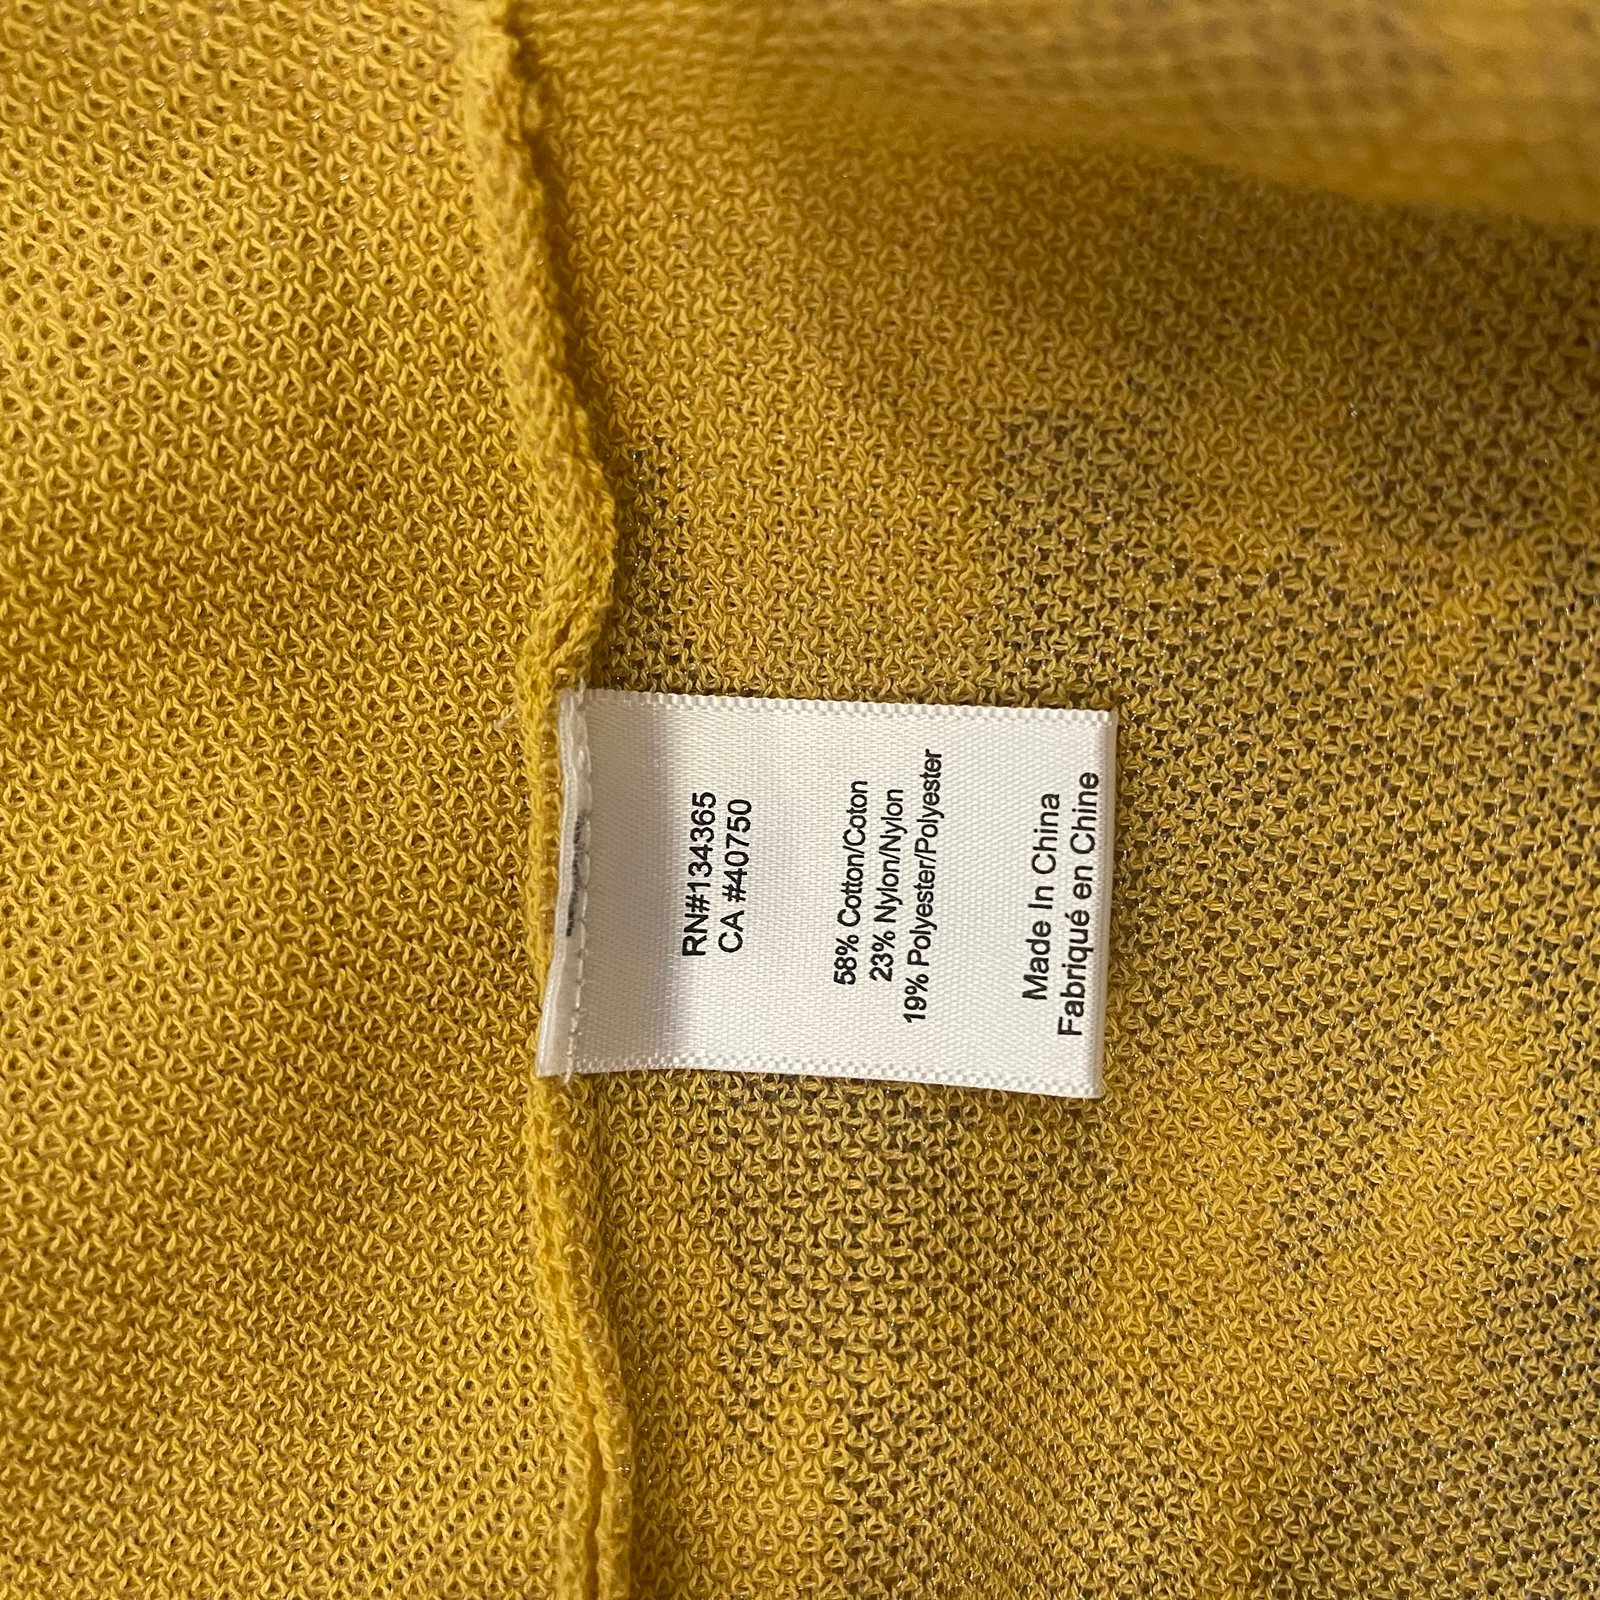 RN#134365
CA #40750
58% Cotton/Coton
23% Nylon/Nylon
19% Polyester/Polyester
Made In China
Fabriqué en Chine